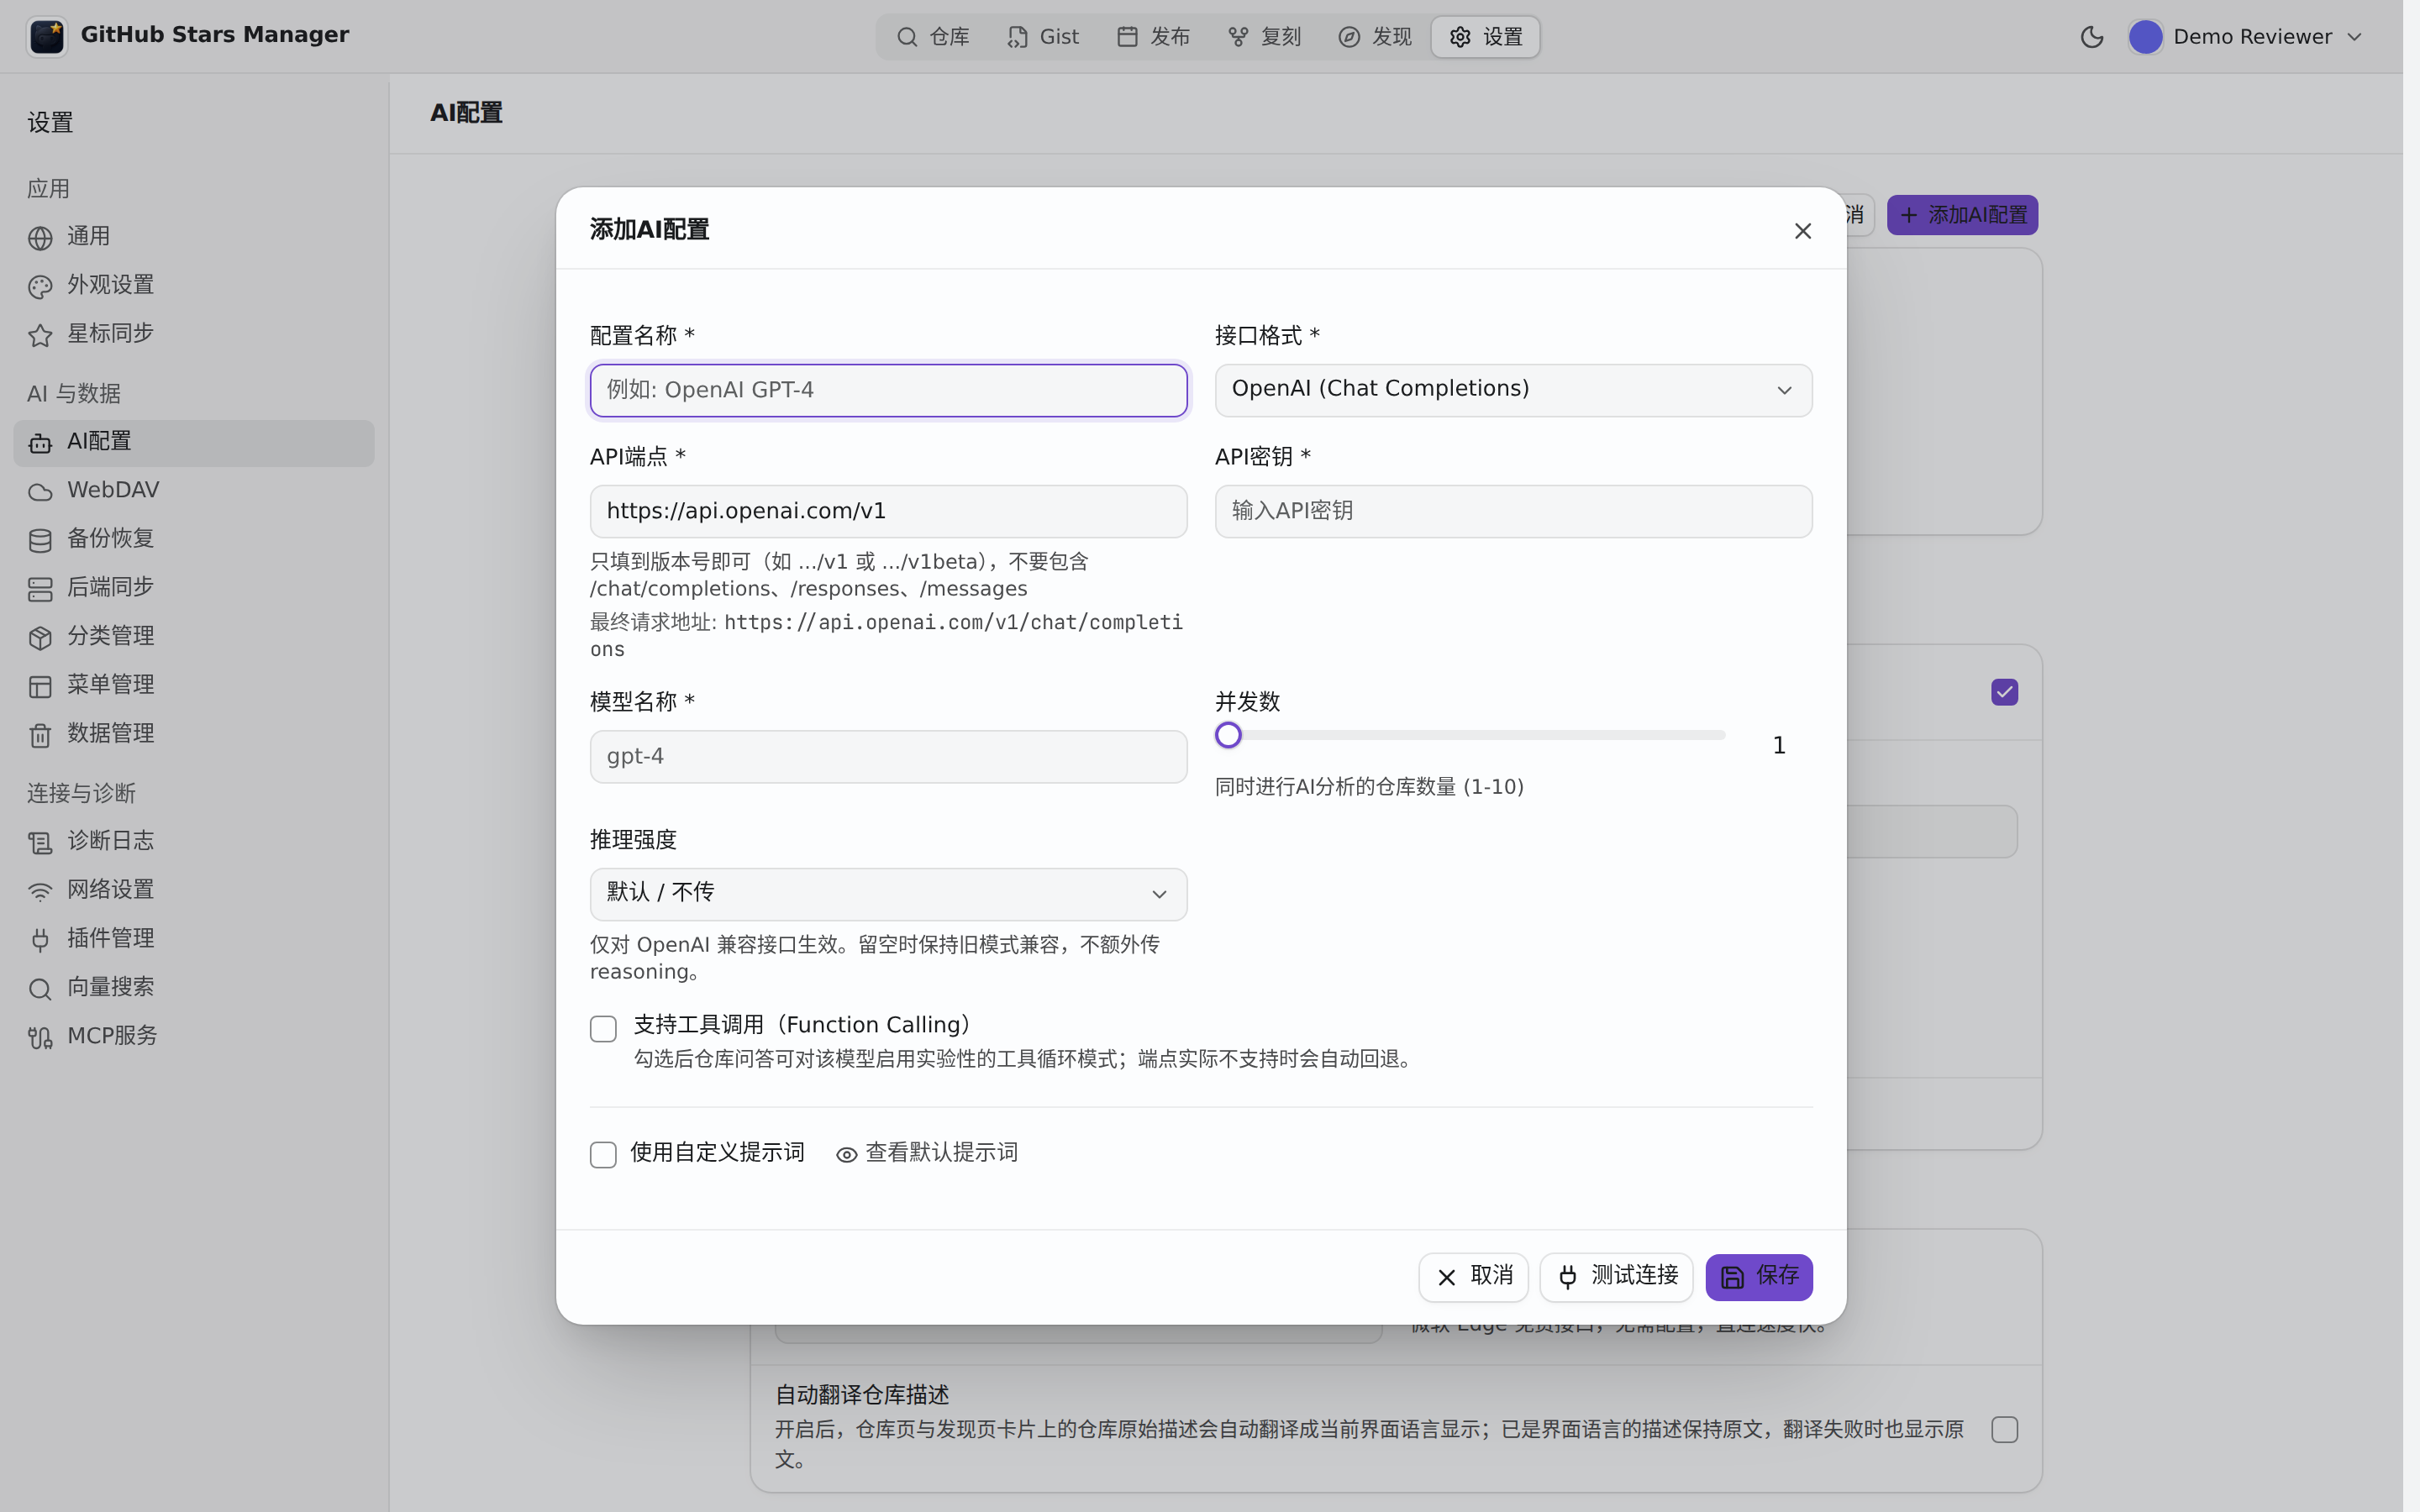 GitHub Stars Manager
仓库
Gist
发布
复刻
发现
设置
Demo Reviewer
设置
应用
通用
外观设置
星标同步
AI 与数据
AI配置
WebDAV
备份恢复
后端同步
分类管理
菜单管理
数据管理
连接与诊断
诊断日志
网络设置
插件管理
向量搜索
MCP服务
AI配置
消
添加AI配置
添加AI配置
配置名称 *
例如: OpenAI GPT-4
接口格式 *
OpenAI (Chat Completions)
API端点 *
https://api.openai.com/v1
只填到版本号即可（如 .../v1 或 .../v1beta），不要包含
/chat/completions、/responses、/messages
最终请求地址: https://api.openai.com/v1/chat/completi
ons
API密钥 *
输入API密钥
模型名称 *
gpt-4
并发数
1
同时进行AI分析的仓库数量 (1-10)
推理强度
默认 / 不传
仅对 OpenAI 兼容接口生效。留空时保持旧模式兼容，不额外传
reasoning。
支持工具调用（Function Calling）
勾选后仓库问答可对该模型启用实验性的工具循环模式；端点实际不支持时会自动回退。
使用自定义提示词
查看默认提示词
取消
测试连接
保存
微软 Edge 免费接口，无需配置，直连速度快。
自动翻译仓库描述
开启后，仓库页与发现页卡片上的仓库原始描述会自动翻译成当前界面语言显示；已是界面语言的描述保持原文，翻译失败时也显示原
文。